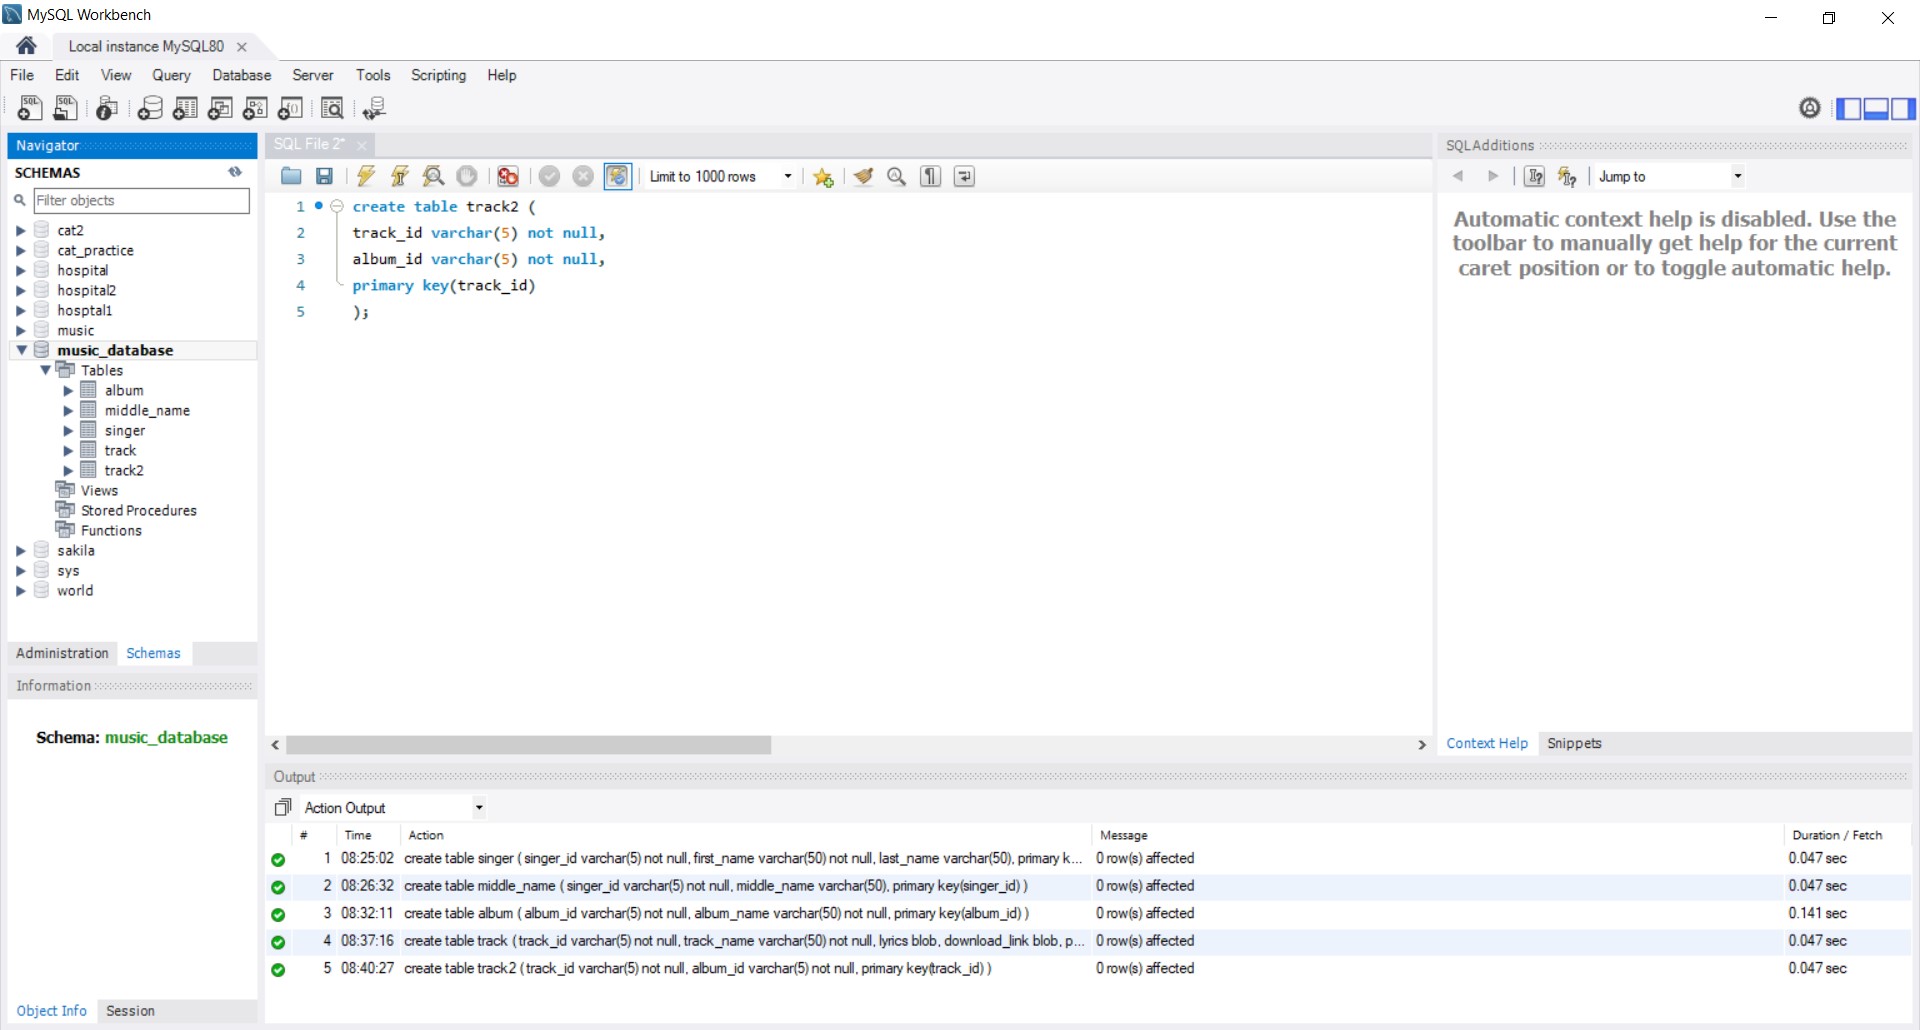 MySQL Workbench
Local instance MySQL80
File Edit View Query Database Server Tools Scripting Help
Navigator
SCHEMAS
Filter objects
cat2
cat_practice
hospital
hospital2
hosptal1
music
music_database
Tables
album
middle_name
singer
track
track2
Views
Stored Procedures
Functions
sakila
sys
world
Administration Schemas
Information
Schema: music_database
Object Info Session
SQL File 2*
Limit to 1000 rows
1 create table track2 (
2 track_id varchar(5) not null,
3 album_id varchar(5) not null,
4 primary key(track_id)
5 );
SQLAdditions
Jump to
Automatic context help is disabled. Use the
toolbar to manually get help for the current
caret position or to toggle automatic help.
Context Help Snippets
Output
Action Output
# Time Action Message Duration / Fetch
1 08:25:02 create table singer ( singer_id varchar(5) not null, first_name varchar(50) not null, last_name varchar(50), primary k... 0 row(s) affected 0.047 sec
2 08:26:32 create table middle_name ( singer_id varchar(5) not null, middle_name varchar(50), primary key(singer_id) ) 0 row(s) affected 0.047 sec
3 08:32:11 create table album ( album_id varchar(5) not null, album_name varchar(50) not null, primary key(album_id) ) 0 row(s) affected 0.141 sec
4 08:37:16 create table track ( track_id varchar(5) not null, track_name varchar(50) not null, lyrics blob, download_link blob, p... 0 row(s) affected 0.047 sec
5 08:40:27 create table track2 ( track_id varchar(5) not null, album_id varchar(5) not null, primary key(track_id) ) 0 row(s) affected 0.047 sec